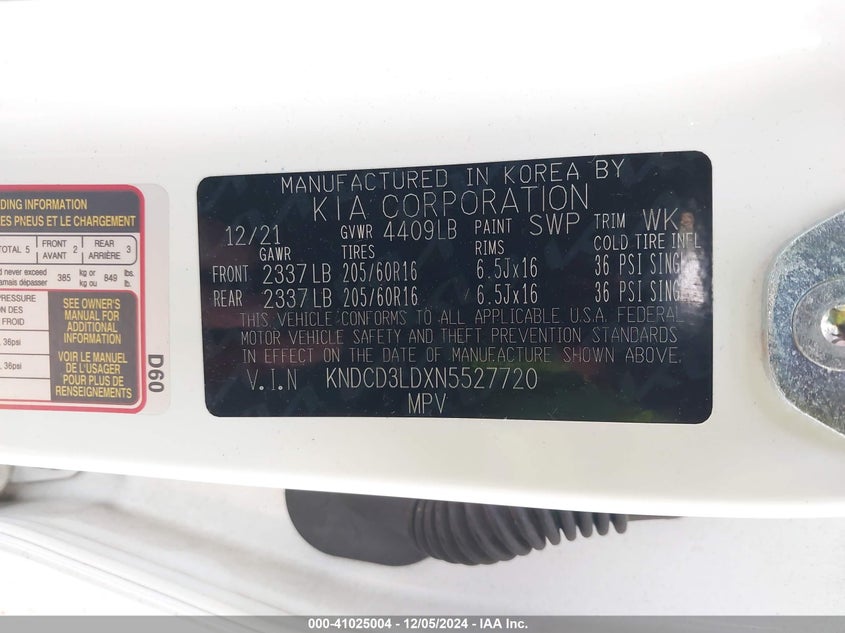 DING INFORMATION
ES PNEUS ET LE CHARGEMENT
TOTAL 5 FRONT AVANT 2 REAR ARRIÈRE 3
d never exceed 385 kg or 849 lbs.
mais dépasser kg ou lb.
PRESSURE
ON DES
FROID
, 36psi
, 36psi
SEE OWNER'S
MANUAL FOR
ADDITIONAL
INFORMATION
VOIR LE MANUEL
DE L'USAGER
POUR PLUS DE
RENSEIGNEMENTS
D60
MANUFACTURED IN KOREA BY
KIA CORPORATION
12/21 GVWR 4409LB PAINT SWP TRIM WK
GAWR TIRES RIMS COLD TIRE INFL
FRONT 2337LB 205/60R16 6.5Jx16 36 PSI SINGL
REAR 2337LB 205/60R16 6.5Jx16 36 PSI SINGL
THIS VEHICLE CONFORMS TO ALL APPLICABLE U.S.A. FEDERAL
MOTOR VEHICLE SAFETY AND THEFT PREVENTION STANDARDS
IN EFFECT ON THE DATE OF MANUFACTURE SHOWN ABOVE.
V.I.N KNDCD3LDXN5527720
MPV
000-41025004 - 12/05/2024 - IAA Inc.